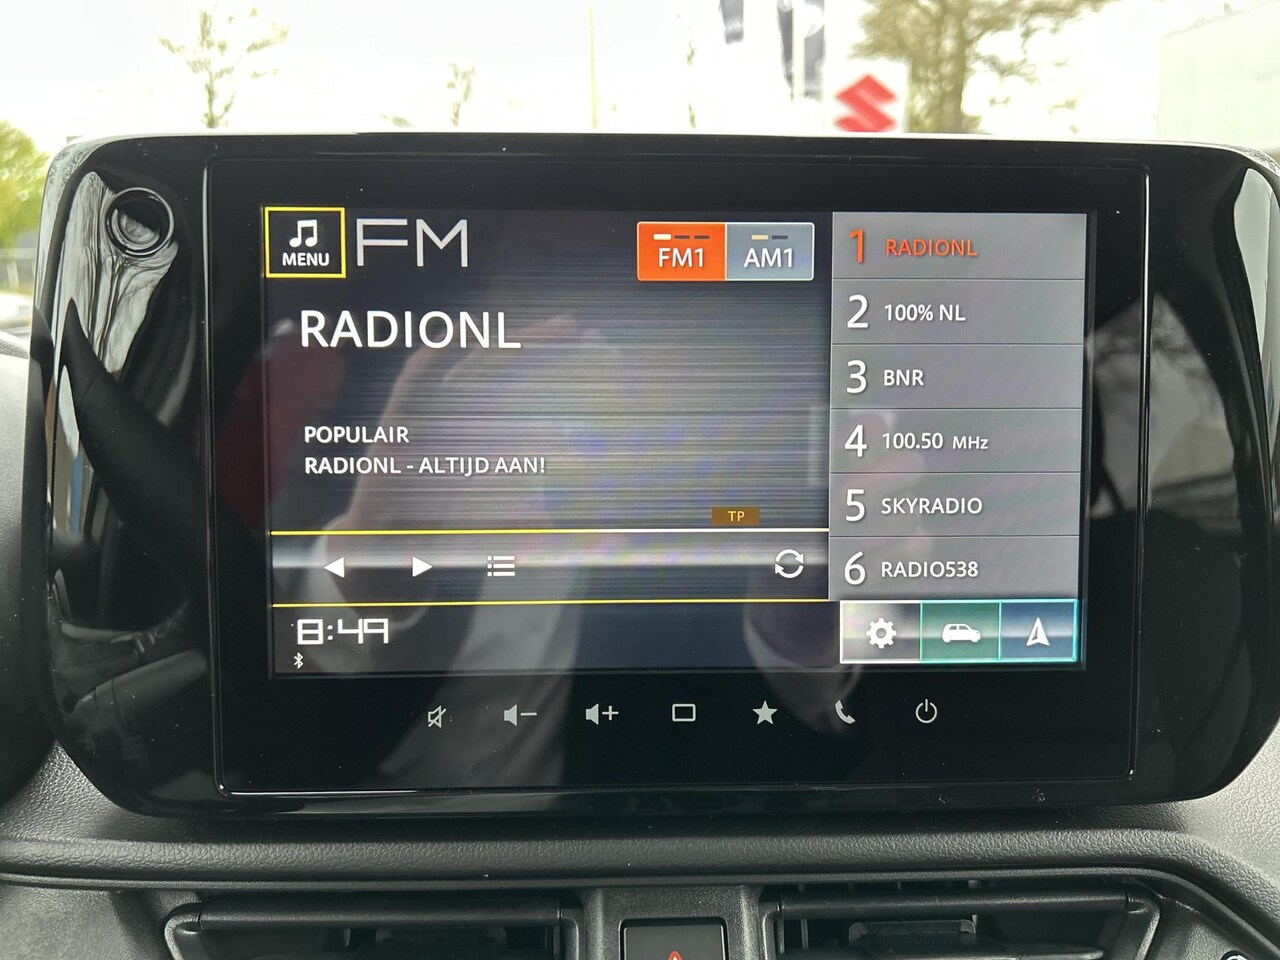 MENU
FM
FM1
AM1
RADIONL
POPULAIR
RADIONL - ALTIJD AAN!
TP
8:49
1 RADIONL
2 100% NL
3 BNR
4 100.50 MHz
5 SKYRADIO
6 RADIO538